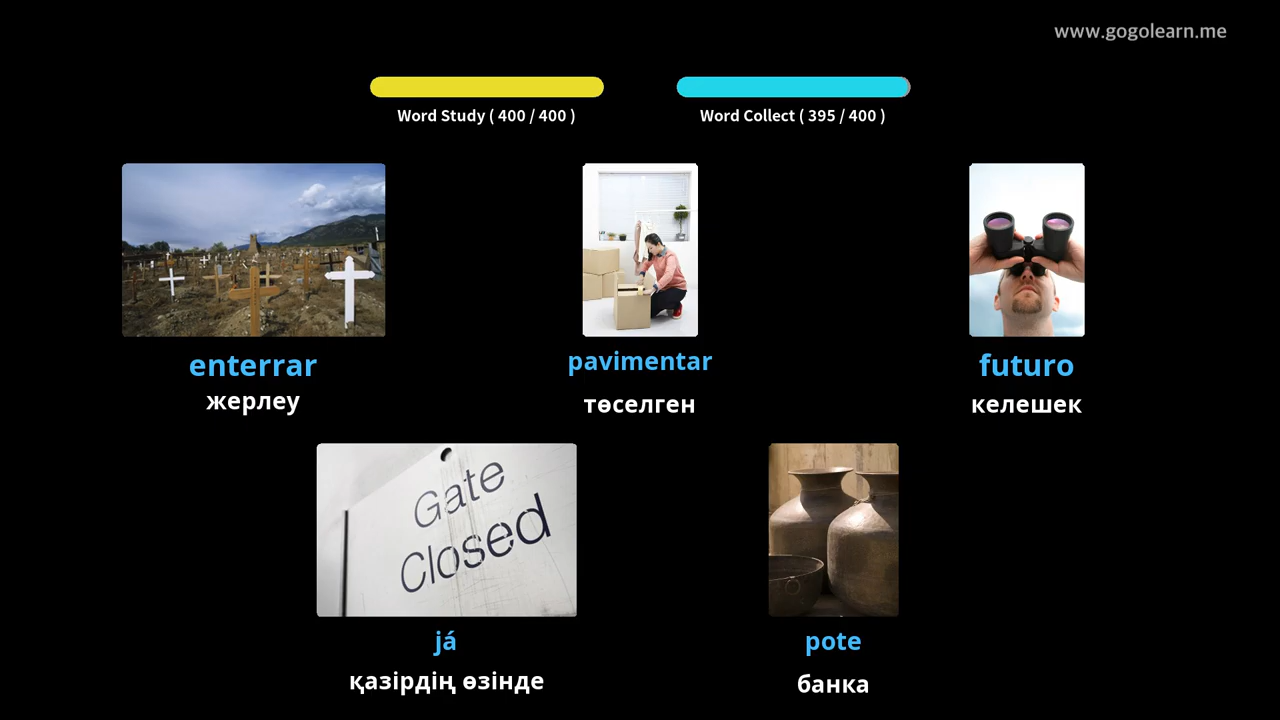 www.gogolearn.me
Word Study ( 400 / 400 )
Word Collect ( 395 / 400 )
enterrar
жерлеу
pavimentar
төселген
futuro
келешек
Gate
Closed
já
қазірдің өзінде
pote
банка